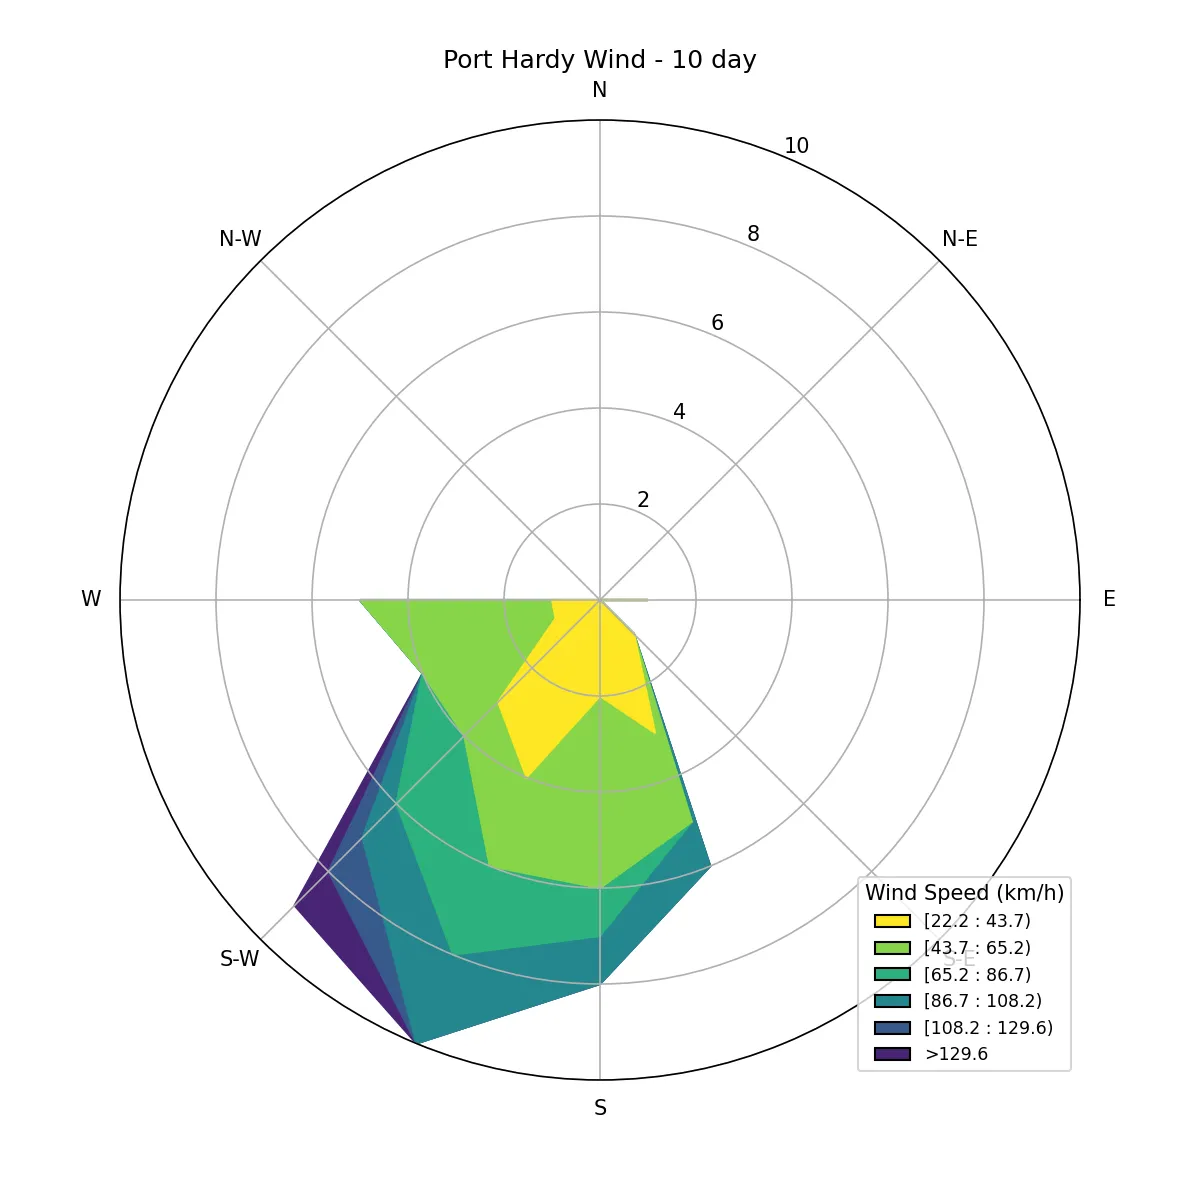 Port Hardy Wind - 10 day
N
10
N-W
N-E
8
6
4
2
W
E
Wind Speed (km/h)
[22.2 : 43.7)
[43.7 : 65.2)
S-W
S-E
[65.2 : 86.7)
[86.7 : 108.2)
[108.2 : 129.6)
>129.6
S